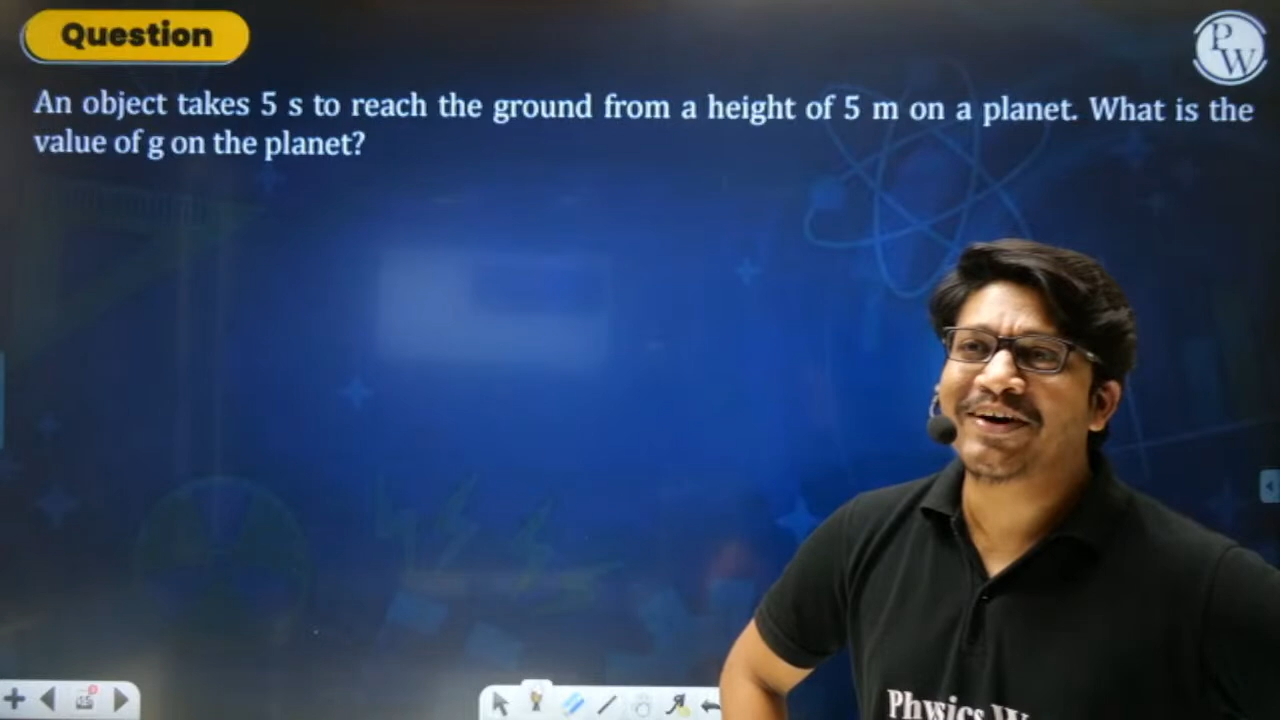 Question
PW
An object takes 5 s to reach the ground from a height of 5 m on a planet. What is the
value of g on the planet?
Physics W